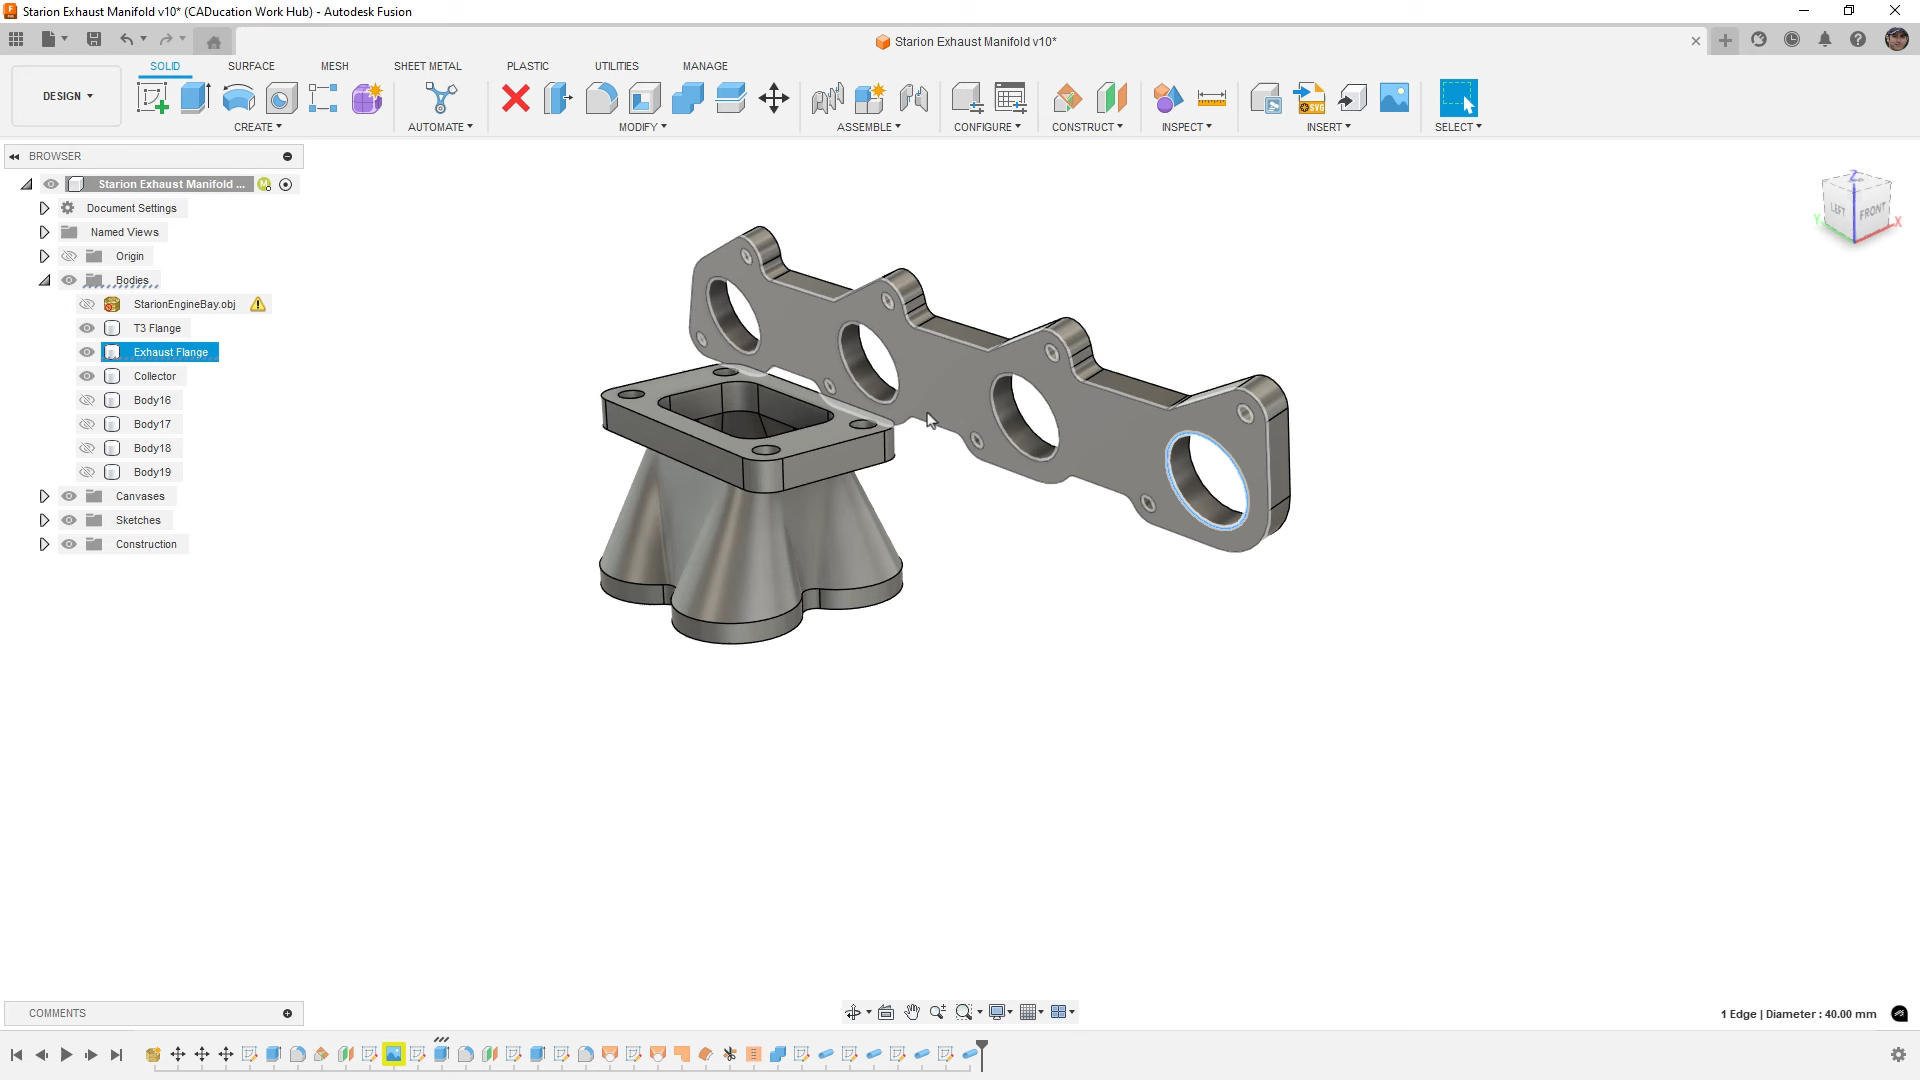 Starion Exhaust Manifold v10* (CADucation Work Hub) - Autodesk Fusion
Starion Exhaust Manifold v10*
SOLID SURFACE MESH SHEET METAL PLASTIC UTILITIES MANAGE
DESIGN
CREATE AUTOMATE MODIFY ASSEMBLE CONFIGURE CONSTRUCT INSPECT INSERT SELECT
BROWSER
Starion Exhaust Manifold ...
Document Settings
Named Views
Origin
Bodies
StarionEngineBay.obj
T3 Flange
Exhaust Flange
Collector
Body16
Body17
Body18
Body19
Canvases
Sketches
Construction
Z
LEFT FRONT
Y X
COMMENTS
1 Edge | Diameter : 40.00 mm